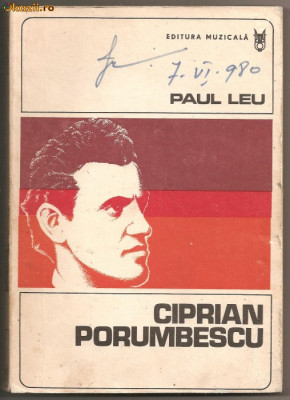 okazii.ro
EDITURA MUZICALĂ
7. VI. 980
PAUL LEU
CIPRIAN
PORUMBESCU